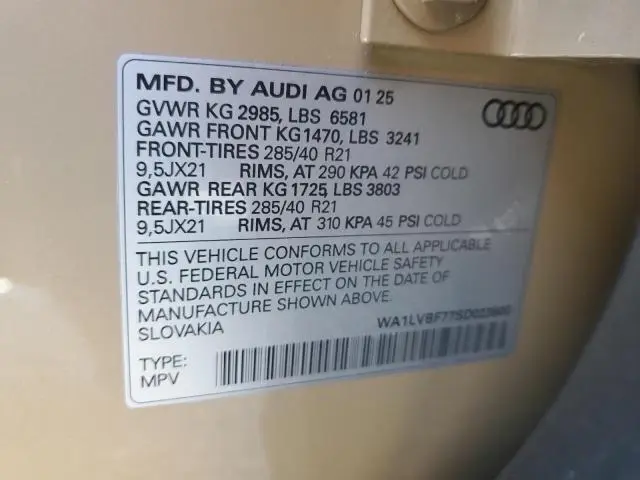 MFD. BY AUDI AG 01 25
GVWR KG 2985, LBS 6581
GAWR FRONT KG1470, LBS 3241
FRONT-TIRES 285/40 R21
9,5JX21 RIMS, AT 290 KPA 42 PSI COLD
GAWR REAR KG 1725, LBS 3803
REAR-TIRES 285/40 R21
9,5JX21 RIMS, AT 310 KPA 45 PSI COLD
THIS VEHICLE CONFORMS TO ALL APPLICABLE
U.S. FEDERAL MOTOR VEHICLE SAFETY
STANDARDS IN EFFECT ON THE DATE OF
MANUFACTURE SHOWN ABOVE.
SLOVAKIA
TYPE:
MPV